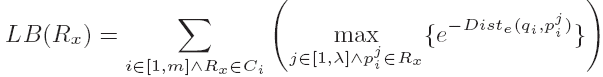 LB(R_x) = \sum_{i \in [1,m] \wedge R_x \in C_i} \left( \max_{j \in [1,\lambda] \wedge p_i^j \in R_x} \{ e^{-Dist_e(q_i, p_i^j)} \} \right)